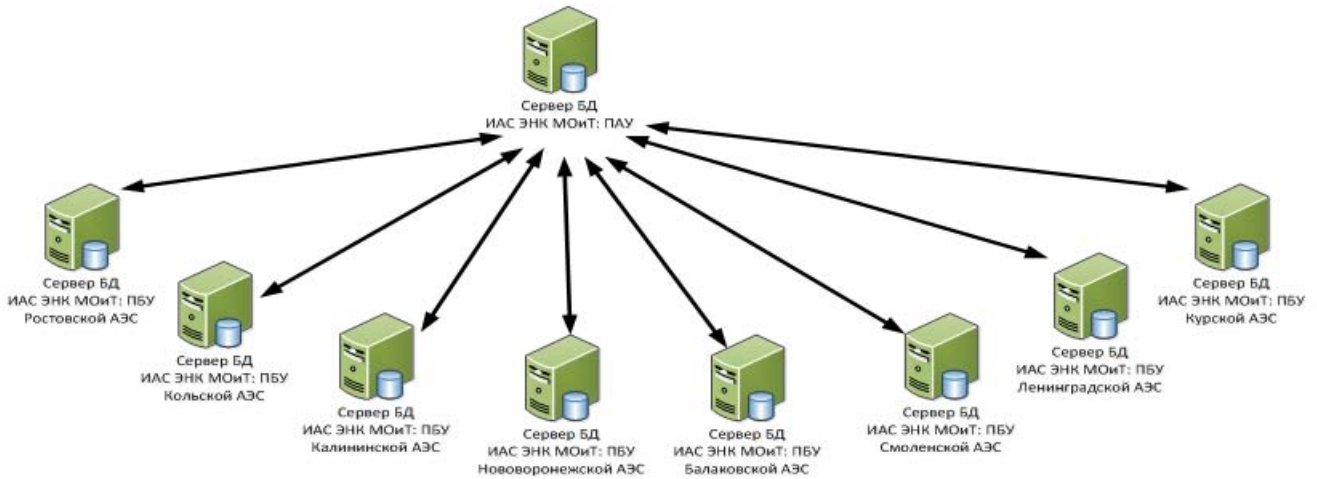 Сервер БД
ИАС ЭНК МОиТ: ПАУ
Сервер БД
ИАС ЭНК МОиТ: ПБУ
Ростовской АЭС
Сервер БД
ИАС ЭНК МОиТ: ПБУ
Кольской АЭС
Сервер БД
ИАС ЭНК МОиТ: ПБУ
Калининской АЭС
Сервер БД
ИАС ЭНК МОиТ: ПБУ
Нововоронежской АЭС
Сервер БД
ИАС ЭНК МОиТ: ПБУ
Балаковской АЭС
Сервер БД
ИАС ЭНК МОиТ: ПБУ
Смоленской АЭС
Сервер БД
ИАС ЭНК МОиТ: ПБУ
Ленинградской АЭС
Сервер БД
ИАС ЭНК МОиТ: ПБУ
Курской АЭС